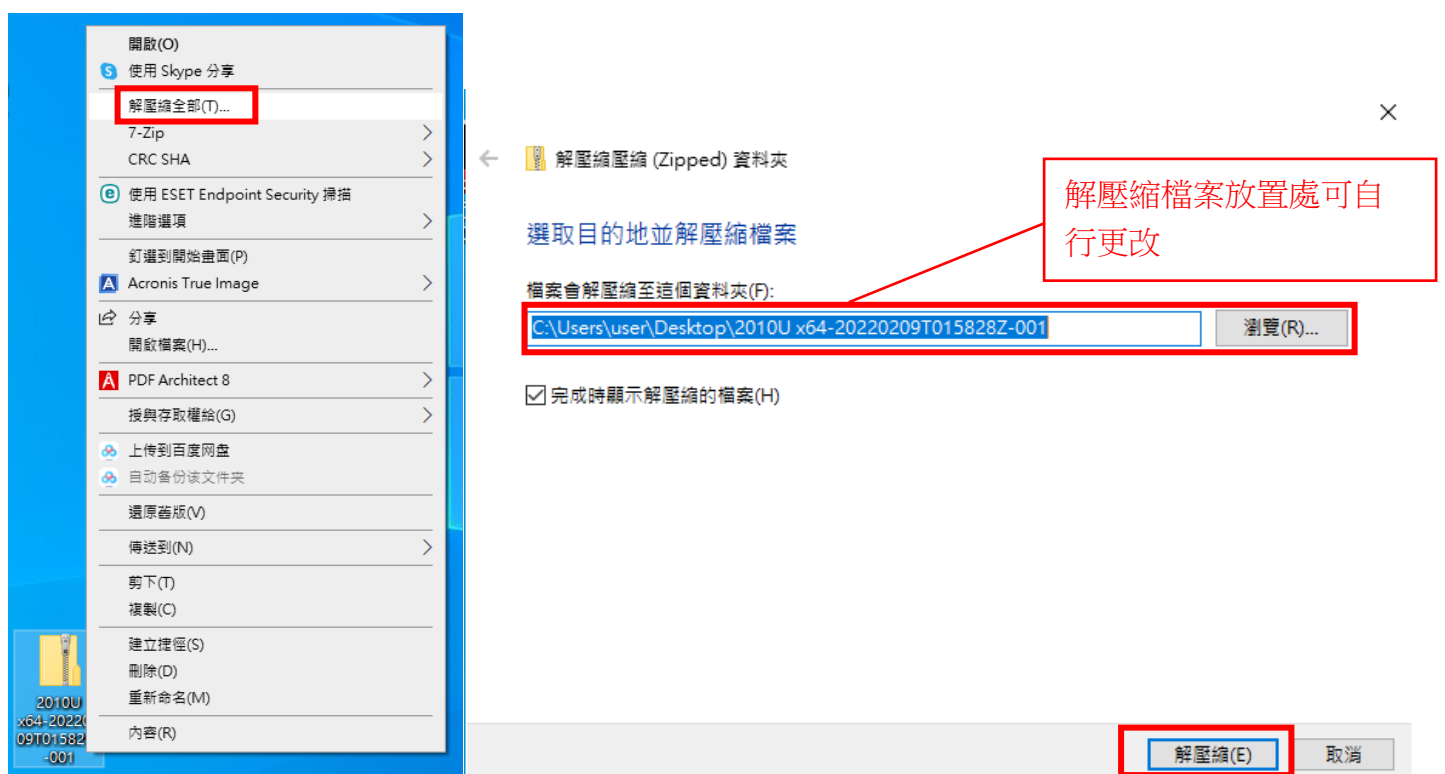 開啟(O)
使用 Skype 分享
解壓縮全部(T)...
7-Zip
CRC SHA
使用 ESET Endpoint Security 掃描
進階選項
釘選到開始畫面(P)
Acronis True Image
分享
開啟檔案(H)...
PDF Architect 8
授與存取權給(G)
上传到百度网盘
自动备份该文件夹
還原舊版(V)
傳送到(N)
剪下(T)
複製(C)
建立捷徑(S)
刪除(D)
重新命名(M)
內容(R)
2010U
x64-20220
09T01582
-001
解壓縮壓縮 (Zipped) 資料夾
解壓縮檔案放置處可自
行更改
選取目的地並解壓縮檔案
檔案會解壓縮至這個資料夾(F):
C:\Users\user\Desktop\2010U x64-20220209T015828Z-001
瀏覽(R)...
完成時顯示解壓縮的檔案(H)
解壓縮(E)
取消